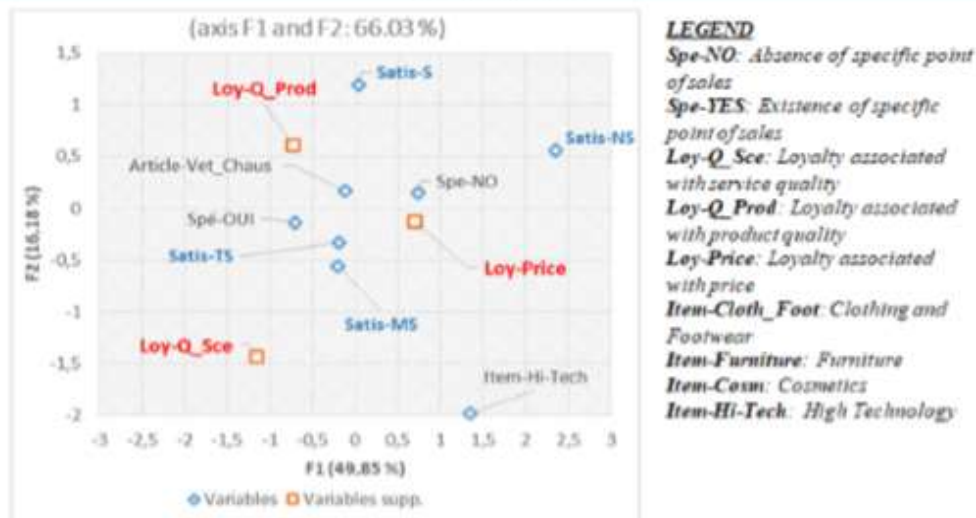 (axis F1 and F2: 66.03 %)
1,5
1
0,5
0
-0,5
-1
-1,5
-2
F2 (16,18 %)
Satis-S
Loy-Q_Prod
Satis-NS
Article-Vet_Chaus
Spe-NO
Spé-OUI
Satis-TS
Loy-Price
Satis-MS
Loy-Q_Sce
Item-Hi-Tech
-3 -2,5 -2 -1,5 -1 -0,5 0 0,5 1 1,5 2 2,5 3
F1 (49,85 %)
Variables Variables supp.
LEGEND
Spe-NO: Absence of specific point
of sales
Spe-YES: Existence of specific
point of sales
Loy-Q_Sce: Loyalty associated
with service quality
Loy-Q_Prod: Loyalty associated
with product quality
Loy-Price: Loyalty associated
with price
Item-Cloth_Foot: Clothing and
Footwear
Item-Furniture: Furniture
Item-Cosm: Cosmetics
Item-Hi-Tech: High Technology